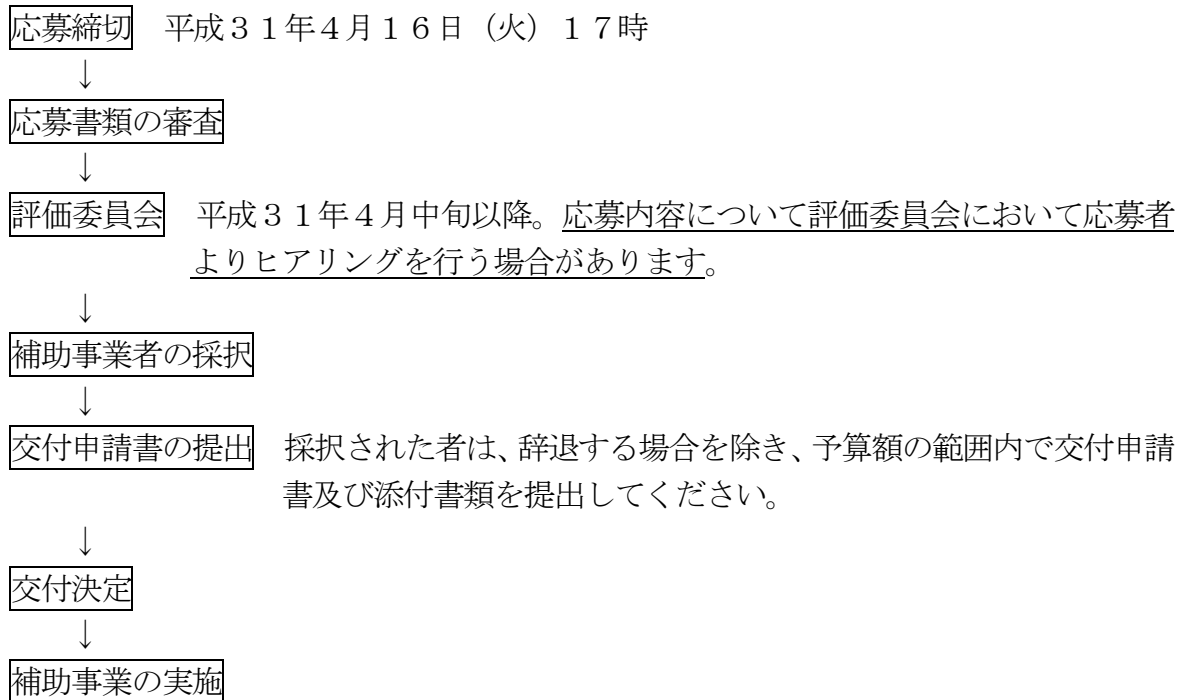 応募締切　平成３１年４月１６日（火）１７時
↓
応募書類の審査
↓
評価委員会　平成３１年４月中旬以降。応募内容について評価委員会において応募者
よりヒアリングを行う場合があります。
↓
補助事業者の採択
↓
交付申請書の提出　採択された者は、辞退する場合を除き、予算額の範囲内で交付申請
書及び添付書類を提出してください。
↓
交付決定
↓
補助事業の実施